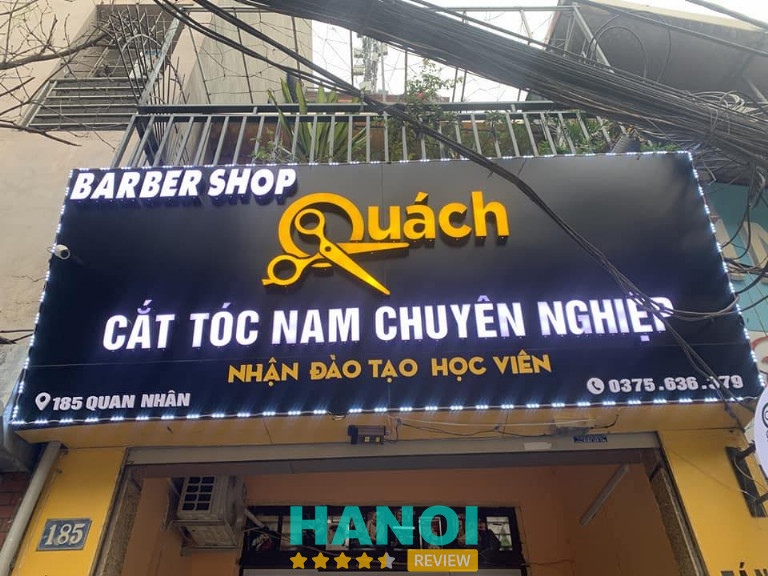 BARBER SHOP
Quách
CẮT TÓC NAM CHUYÊN NGHIỆP
NHẬN ĐÀO TẠO HỌC VIÊN
185 QUAN NHÂN
185
HANOI
REVIEW